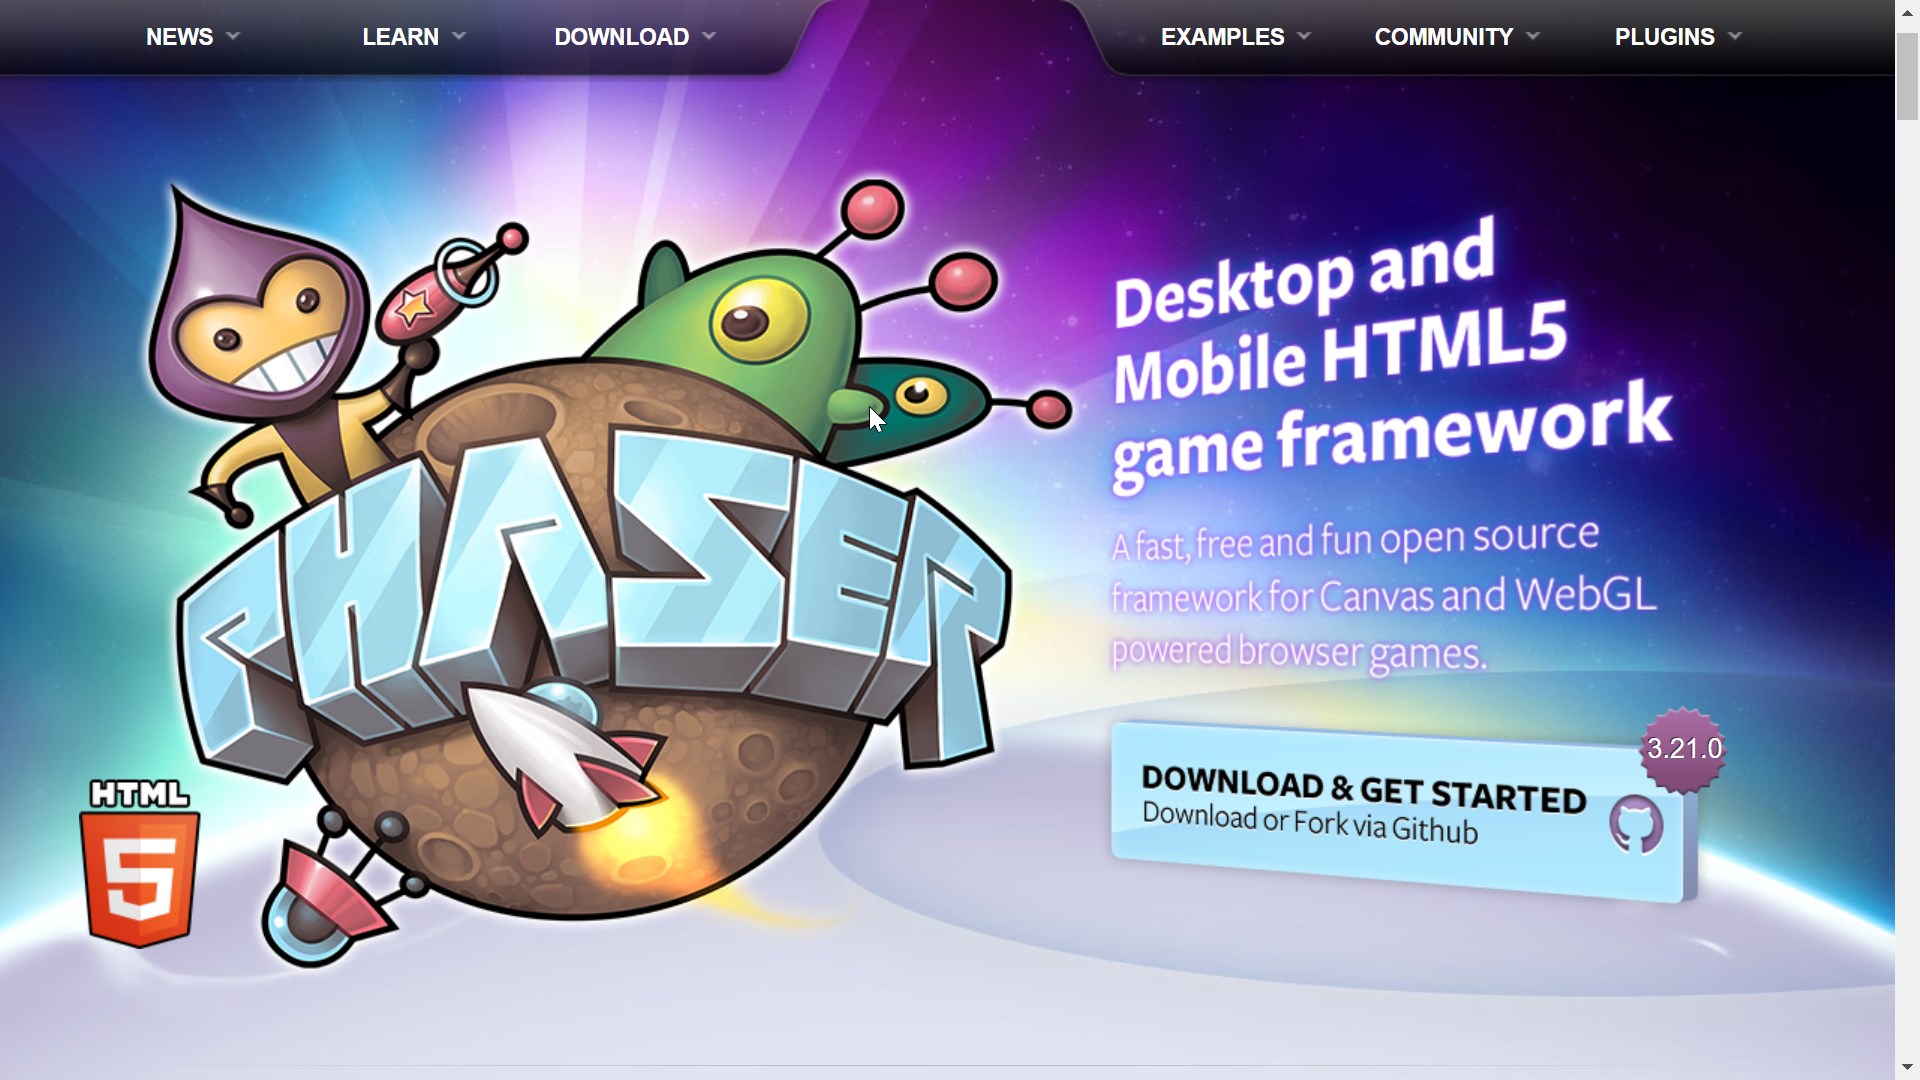 NEWS
LEARN
DOWNLOAD
EXAMPLES
COMMUNITY
PLUGINS
PHASER
HTML
5
Desktop and
Mobile HTML5
game framework
A fast, free and fun open source
framework for Canvas and WebGL
powered browser games.
3.21.0
DOWNLOAD & GET STARTED
Download or Fork via Github